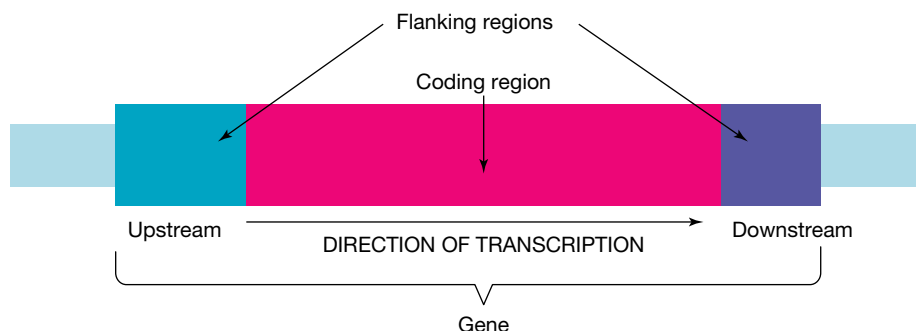 Flanking regions
Coding region
Upstream
Downstream
DIRECTION OF TRANSCRIPTION
Gene